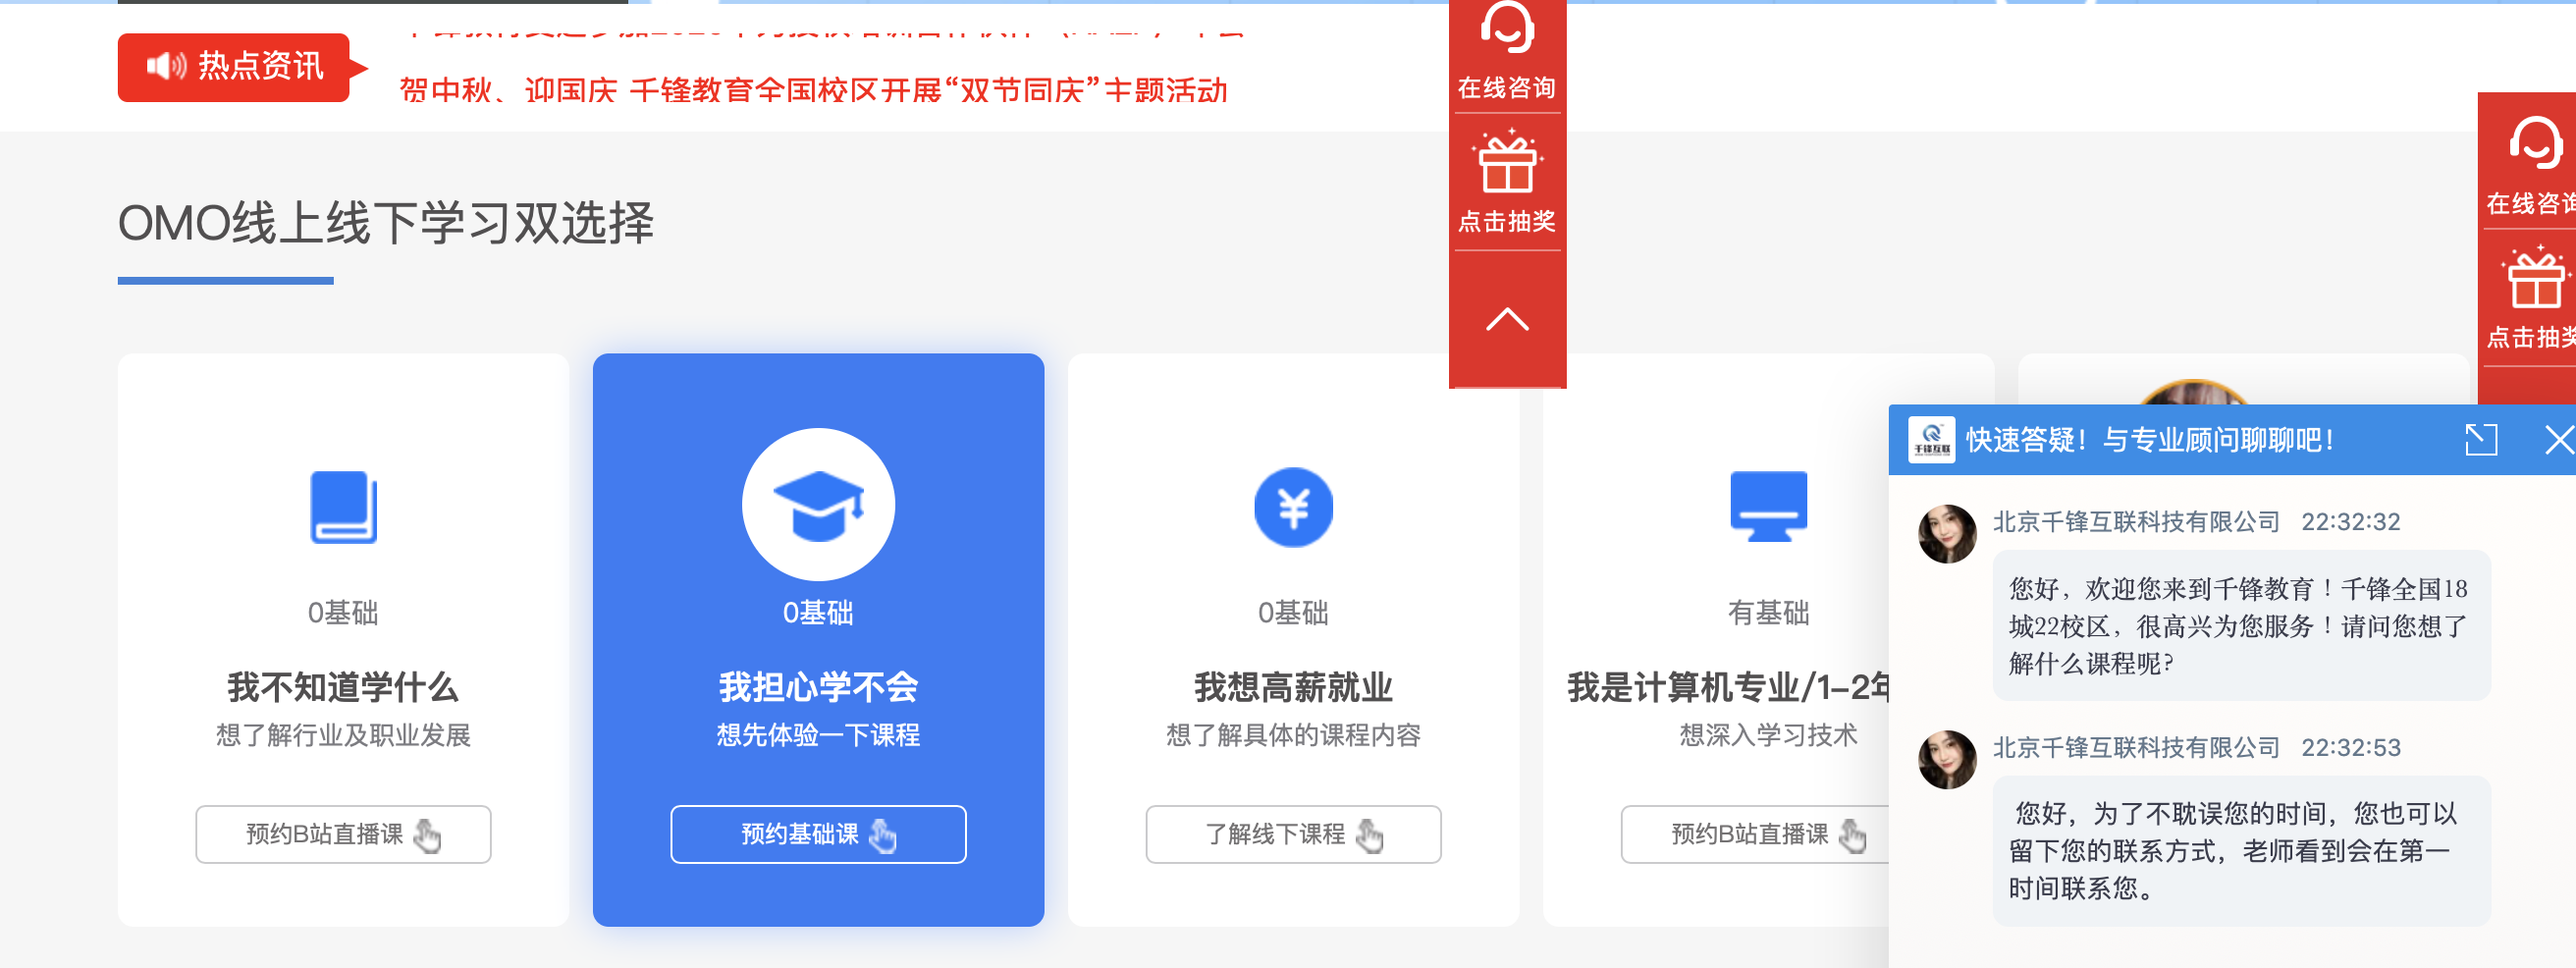 热点资讯
贺中秋、迎国庆 千锋教育全国校区开展“双节同庆”主题活动
在线咨询
点击抽奖
在线咨询
点击抽奖
OMO线上线下学习双选择
0基础
我不知道学什么
想了解行业及职业发展
预约B站直播课
0基础
我担心学不会
想先体验一下课程
预约基础课
0基础
我想高薪就业
想了解具体的课程内容
了解线下课程
有基础
我是计算机专业/1-2年
想深入学习技术
预约B站直播课
千锋互联
快速答疑！与专业顾问聊聊吧！
北京千锋互联科技有限公司 22:32:32
您好，欢迎您来到千锋教育！千锋全国18
城22校区，很高兴为您服务！请问您想了
解什么课程呢？
北京千锋互联科技有限公司 22:32:53
您好，为了不耽误您的时间，您也可以
留下您的联系方式，老师看到会在第一
时间联系您。